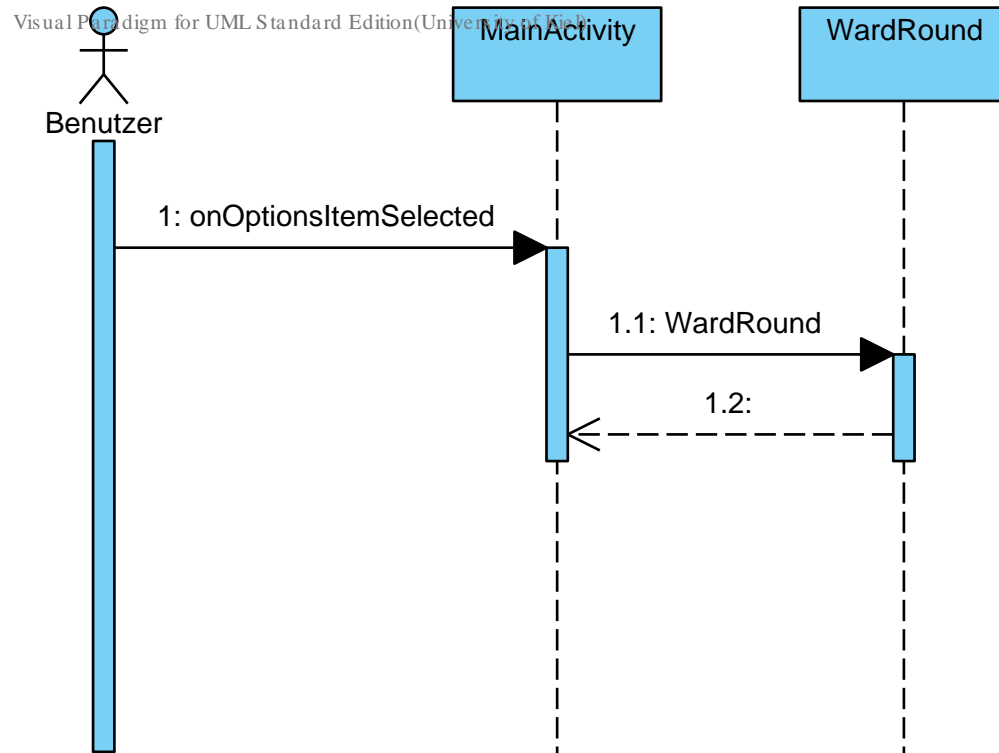 Visual Paradigm for UML Standard Edition(University of Kiel)
MainActivity
WardRound
Benutzer
1: onOptionsItemSelected
1.1: WardRound
1.2: